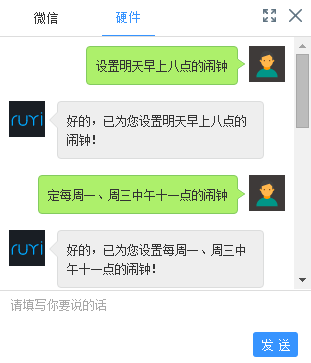 微信 硬件
设置明天早上八点的闹钟
ruyi
好的，已为您设置明天早上八点的
闹钟！
定每周一、周三中午十一点的闹钟
ruyi
好的，已为您设置每周一、周三中
午十一点的闹钟！
请填写你要说的话
发 送